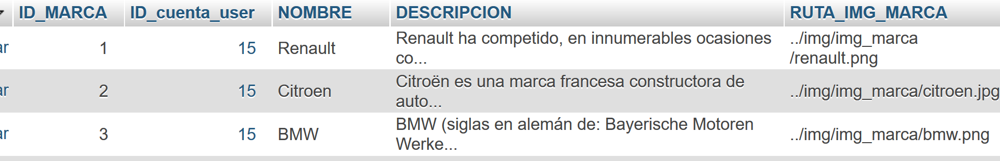 ID_MARCA ID_cuenta_user NOMBRE DESCRIPCION RUTA_IMG_MARCA
ar 1 15 Renault Renault ha competido, en innumerables ocasiones co... ../img/img_marca/renault.png
ar 2 15 Citroen Citroën es una marca francesa constructora de auto... ../img/img_marca/citroen.jpg
ar 3 15 BMW BMW (siglas en alemán de: Bayerische Motoren Werke... ../img/img_marca/bmw.png